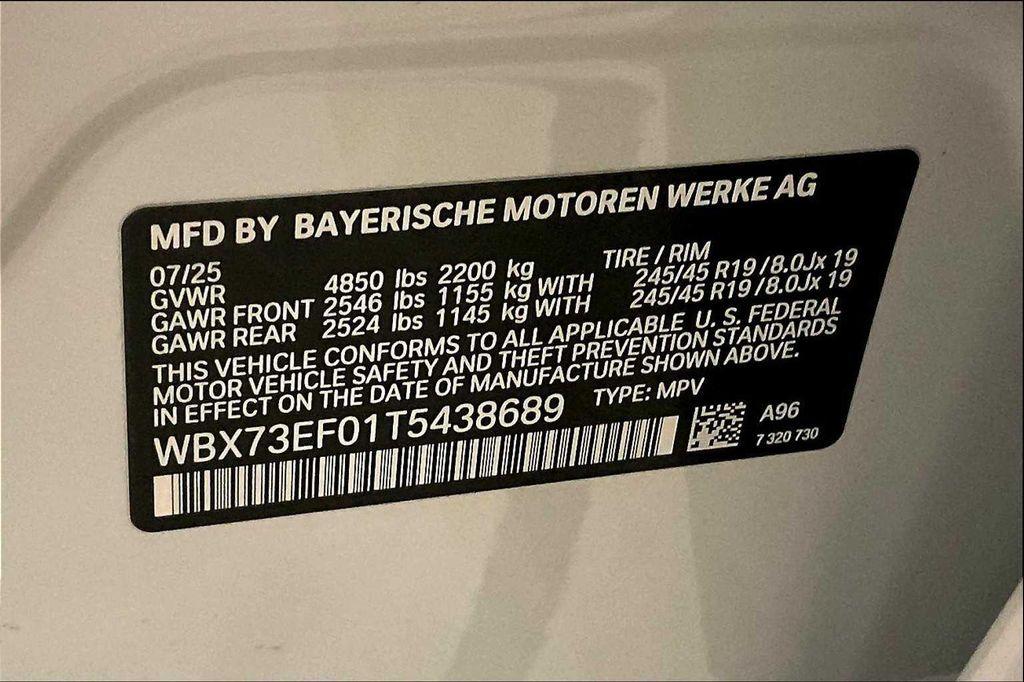 MFD BY BAYERISCHE MOTOREN WERKE AG
07/25 TIRE / RIM
GVWR 4850 lbs 2200 kg
GAWR FRONT 2546 lbs 1155 kg WITH 245/45 R19/8.0Jx 19
GAWR REAR 2524 lbs 1145 kg WITH 245/45 R19/8.0Jx 19
THIS VEHICLE CONFORMS TO ALL APPLICABLE U. S. FEDERAL
MOTOR VEHICLE SAFETY AND THEFT PREVENTION STANDARDS
IN EFFECT ON THE DATE OF MANUFACTURE SHOWN ABOVE.
WBX73EF01T5438689 TYPE: MPV
A96
7 320 730